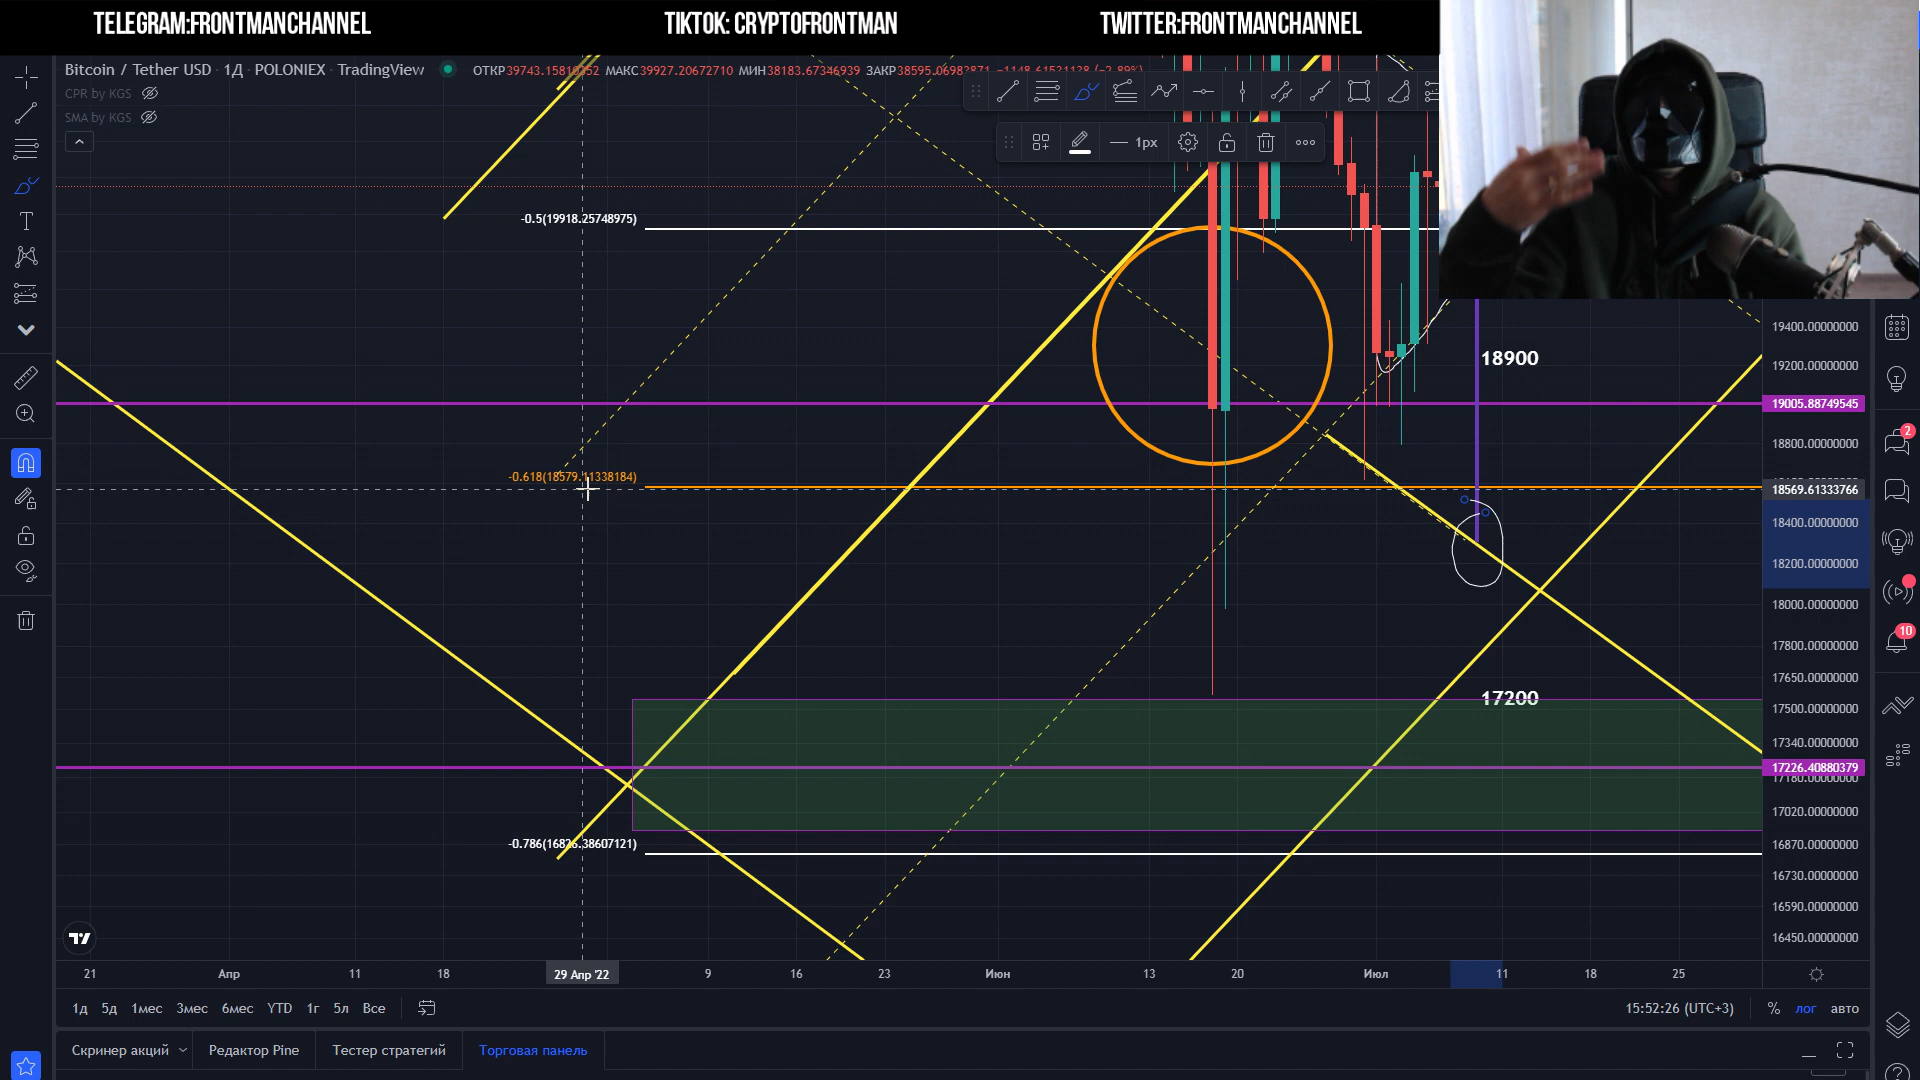 TELEGRAM:FRONTMANCHANNEL
TIKTOK: CRYPTOFRONTMAN
TWITTER:FRONTMANCHANNEL
Bitcoin / Tether USD · 1Д · POLONIEX · TradingView
CPR by KGS
SMA by KGS
1px
-0.5(19918.25748975)
19400.00000000
18900
19200.00000000
19005.88749545
18800.00000000
-0.618(18579.11338184)
18569.61333766
18400.00000000
18200.00000000
18000.00000000
17800.00000000
17650.00000000
17200
17500.00000000
17340.00000000
17226.40880379
17180.00000000
17020.00000000
16870.00000000
16730.00000000
16590.00000000
16450.00000000
2
10
21 Апр 11 18 29 Апр '22 9 16 23 Июн 13 20 Июл 11 18 25
1д 5д 1мес 3мес 6мес YTD 1г 5л Все
15:52:26 (UTC+3) % лог авто
Скринер акций Редактор Pine Тестер стратегий Торговая панель